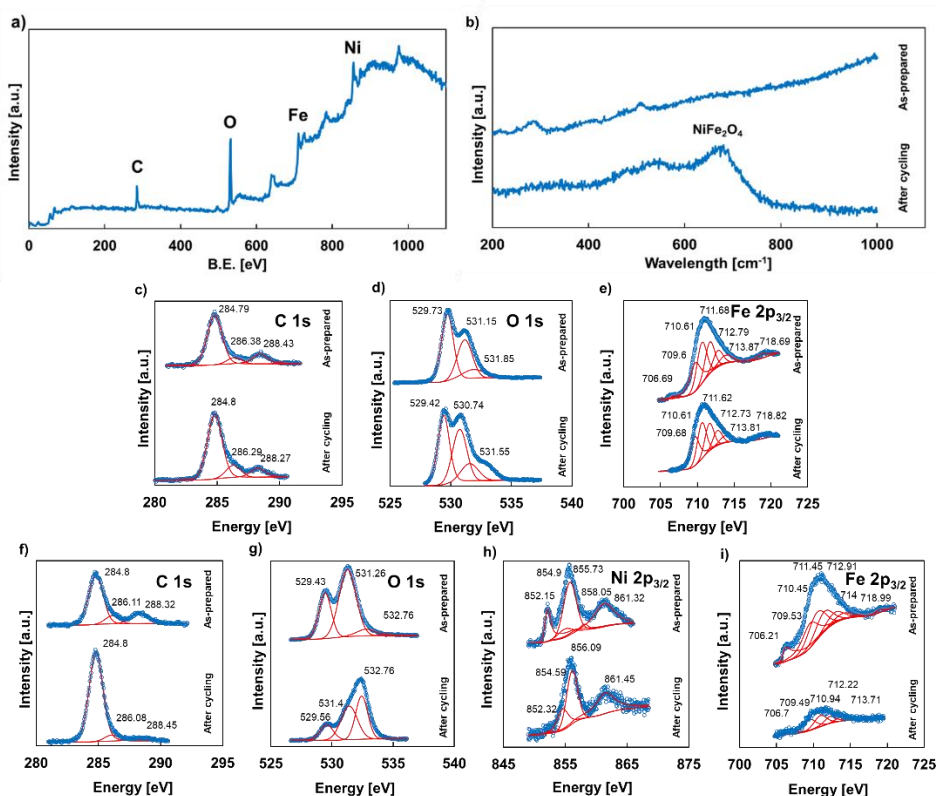 a)
Intensity [a.u.]
C
O
Fe
Ni
0 200 400 600 800 1000
B.E. [eV]
b)
Intensity [a.u.]
As-prepared
NiFe2O4
After cycling
200 400 600 800 1000
Wavelength [cm-1]
c)
C 1s
Intensity [a.u.]
284.79
286.38 288.43
As-prepared
284.8
286.29 288.27
After cycling
280 285 290 295
Energy [eV]
d)
O 1s
Intensity [a.u.]
529.73
531.15
531.85
As-prepared
529.42 530.74
531.55
After cycling
525 530 535 540
Energy [eV]
e)
Fe 2p3/2
Intensity [a.u.]
711.68
710.61 712.79
709.6 713.87 718.69
706.69
As-prepared
711.62
710.61 712.73 718.82
709.68 713.81
After cycling
700 705 710 715 720 725
Energy [eV]
f)
C 1s
Intensity [a.u.]
284.8
286.11 288.32
As-prepared
284.8
286.08 288.45
After cycling
280 285 290 295
Energy [eV]
g)
O 1s
Intensity [a.u.]
529.43 531.26
532.76
As-prepared
532.76
531.4
529.56
After cycling
525 530 535 540
Energy [eV]
h)
Ni 2p3/2
Intensity [a.u.]
854.9 855.73
852.15 858.05 861.32
As-prepared
856.09
854.59
852.32 861.45
After cycling
845 855 865 875
Energy [eV]
i)
Fe 2p3/2
Intensity [a.u.]
711.45 712.91
710.45
709.53 714 718.99
706.21
As-prepared
712.22
709.49 710.94
706.7 713.71
After cycling
700 705 710 715 720 725
Energy [eV]